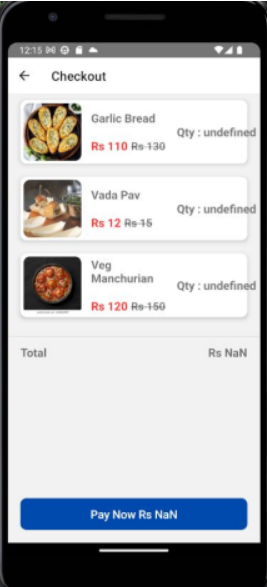 12:15
Checkout
Garlic Bread
Qty : undefined
Rs 110 Rs 130
Vada Pav
Qty : undefined
Rs 12 Rs 15
Veg
Manchurian
Qty : undefined
Rs 120 Rs 150
Total Rs NaN
Pay Now Rs NaN